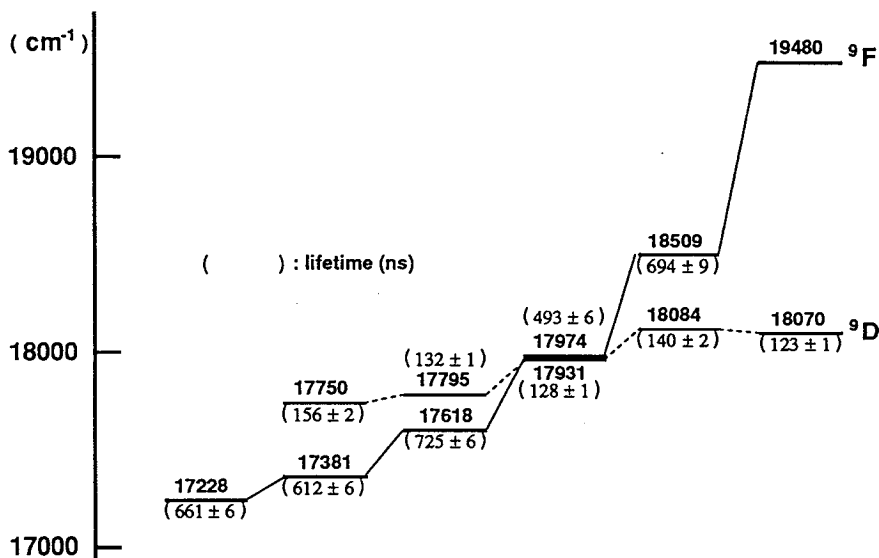 (cm⁻¹)
19480 ⁹F
19000
18509
( ) : lifetime (ns)
(694 ± 9)
(493 ± 6)
18084 18070 ⁹D
17974
18000
(132 ± 1)
(140 ± 2) (123 ± 1)
17750 17795 17931
(156 ± 2) (128 ± 1)
17618
(725 ± 6)
17381
17228 (612 ± 6)
(661 ± 6)
17000